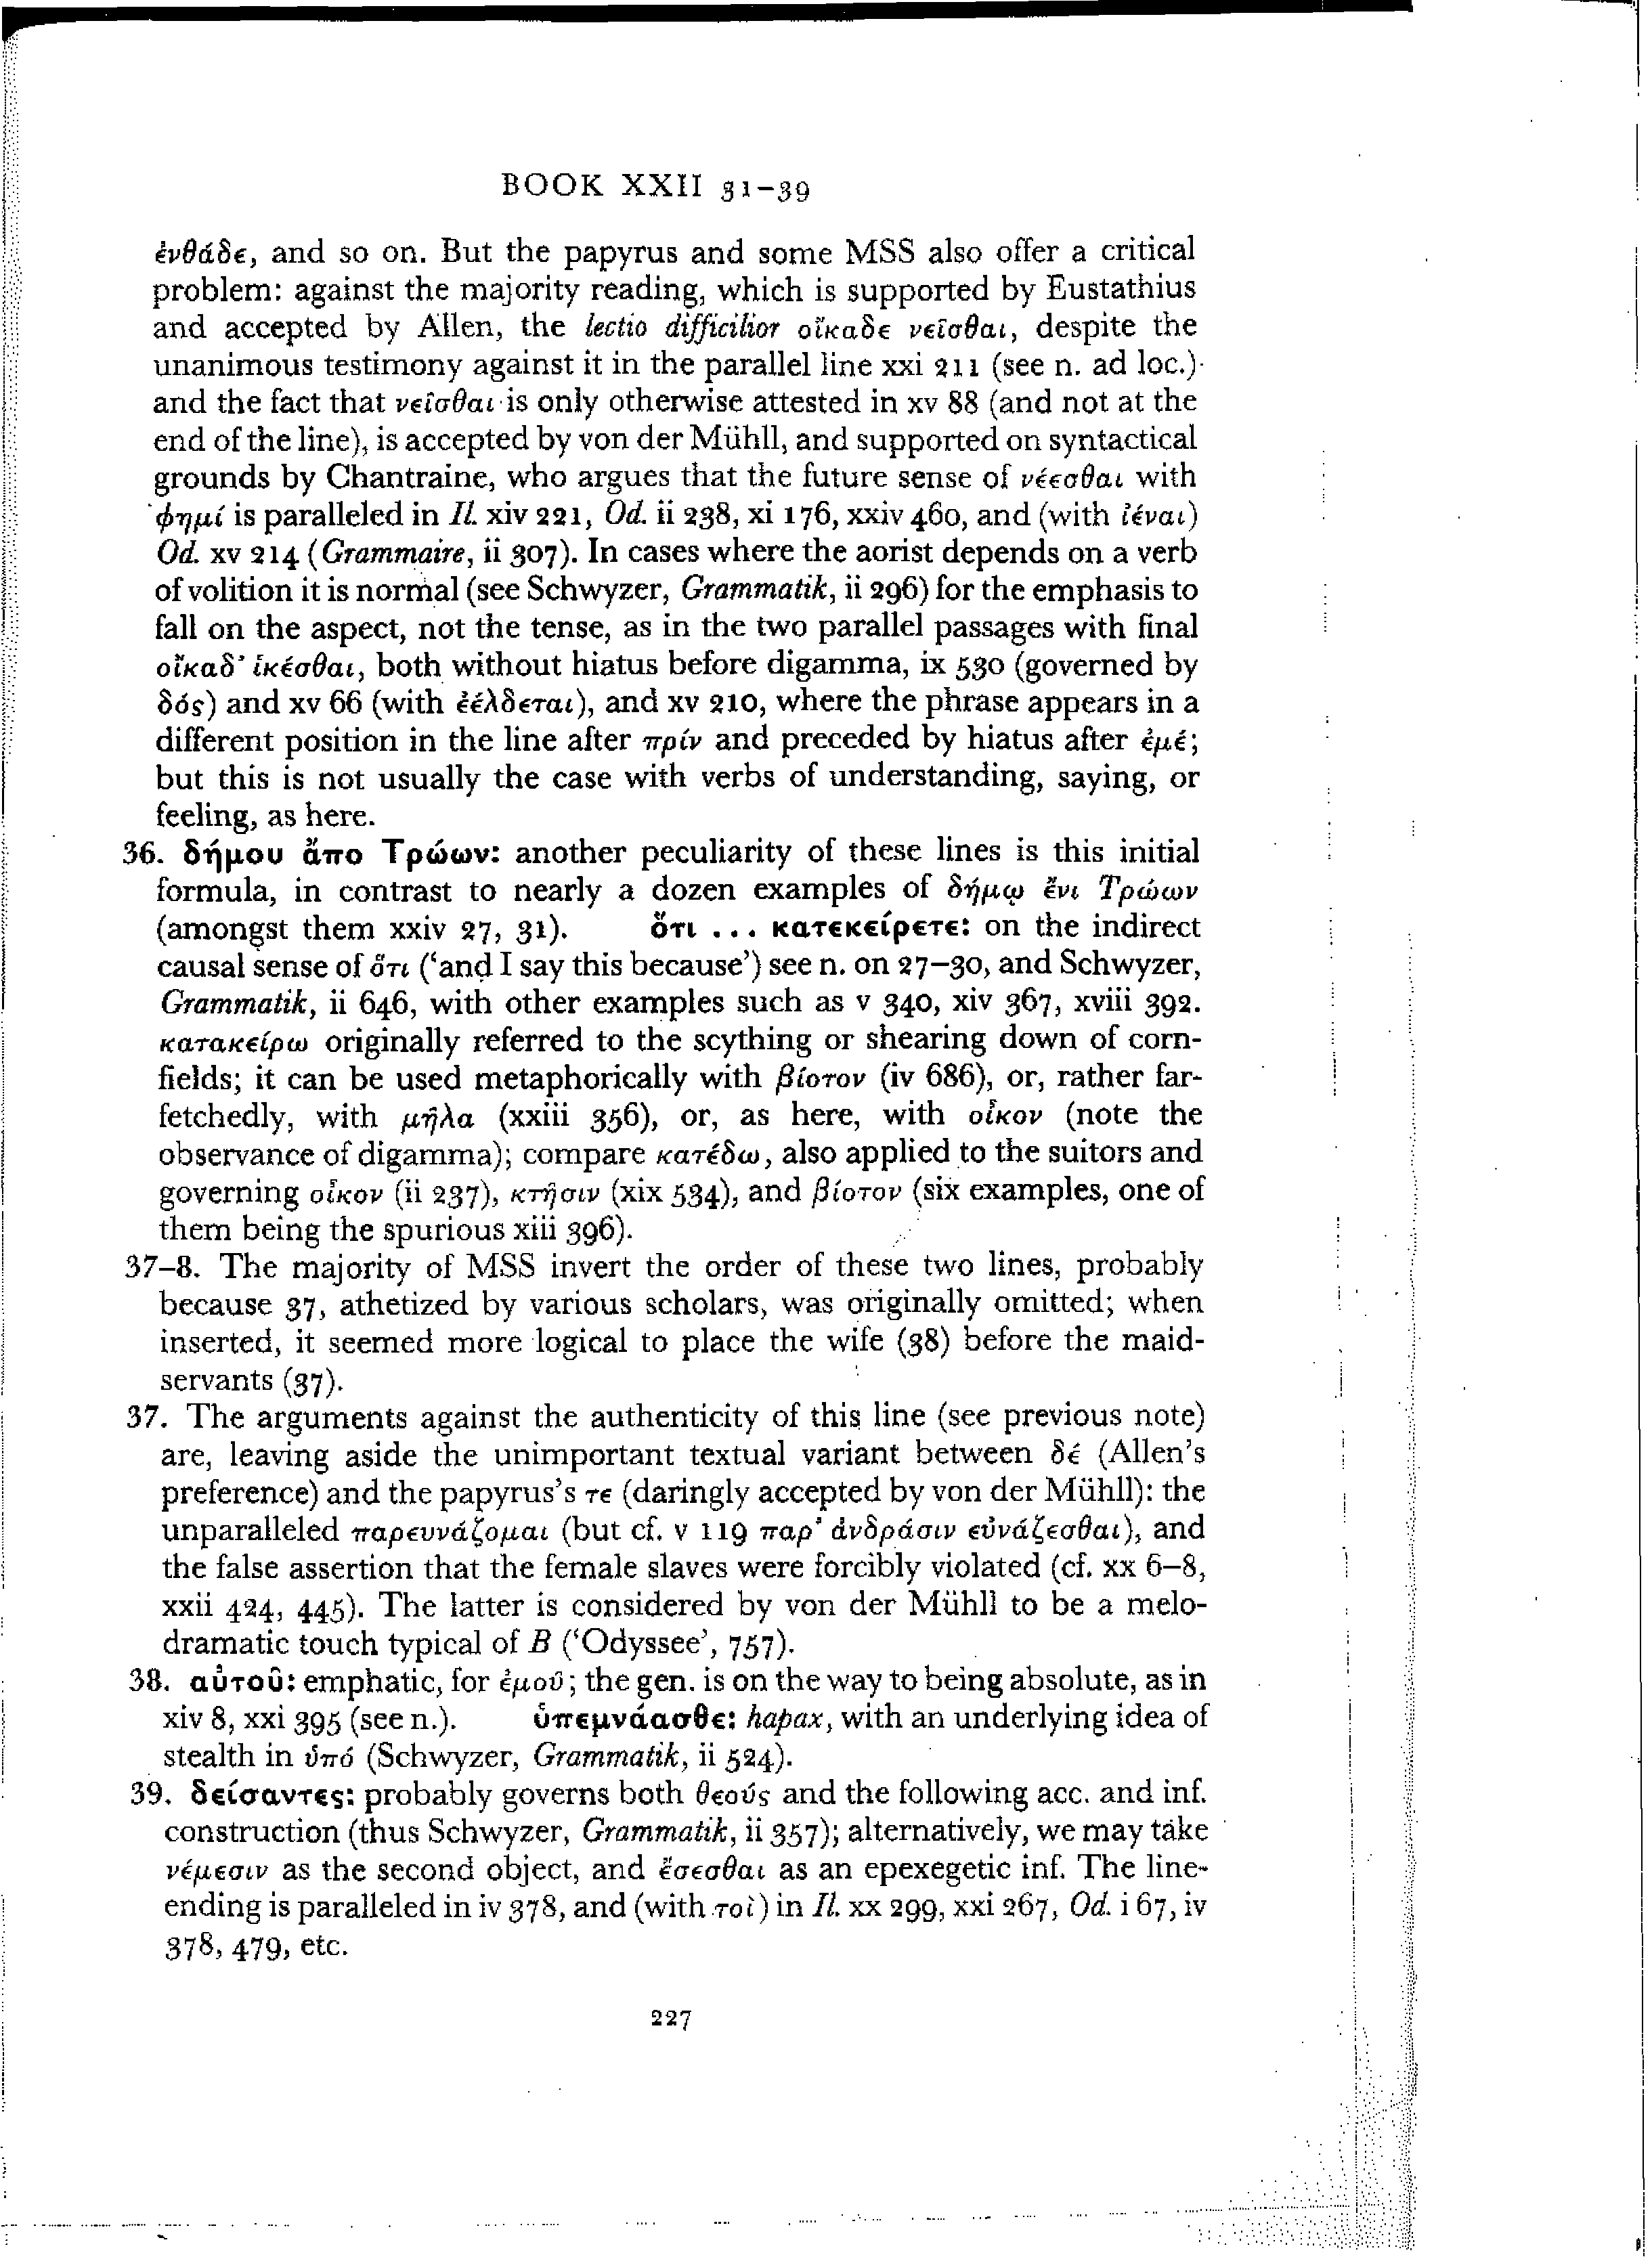 BOOK XXII 31–39
ἐνθάδε, and so on. But the papyrus and some MSS also offer a critical
problem: against the majority reading, which is supported by Eustathius
and accepted by Allen, the lectio difficilior οἴκαδε νεῖσθαι, despite the
unanimous testimony against it in the parallel line xxi 211 (see n. ad loc.)
and the fact that νεῖσθαι is only otherwise attested in xv 88 (and not at the
end of the line), is accepted by von der Mühll, and supported on syntactical
grounds by Chantraine, who argues that the future sense of νέεσθαι with
φημί is paralleled in Il. xiv 221, Od. ii 238, xi 176, xxiv 460, and (with ἰέναι)
Od. xv 214 (Grammaire, ii 307). In cases where the aorist depends on a verb
of volition it is normal (see Schwyzer, Grammatik, ii 296) for the emphasis to
fall on the aspect, not the tense, as in the two parallel passages with final
οἴκαδ’ ἱκέσθαι, both without hiatus before digamma, ix 530 (governed by
δός) and xv 66 (with ἐέλδεται), and xv 210, where the phrase appears in a
different position in the line after πρίν and preceded by hiatus after ἐμέ;
but this is not usually the case with verbs of understanding, saying, or
feeling, as here.
36. δήμου ἄπο Τρώων: another peculiarity of these lines is this initial
formula, in contrast to nearly a dozen examples of δήμῳ ἔνι Τρώων
(amongst them xxiv 27, 31). ὅτι ... κατεκείρετε: on the indirect
causal sense of ὅτι (‘and I say this because’) see n. on 27–30, and Schwyzer,
Grammatik, ii 646, with other examples such as v 340, xiv 367, xviii 392.
κατακείρω originally referred to the scything or shearing down of corn-
fields; it can be used metaphorically with βίοτον (iv 686), or, rather far-
fetchedly, with μῆλα (xxiii 356), or, as here, with οἶκον (note the
observance of digamma); compare κατέδω, also applied to the suitors and
governing οἶκον (ii 237), κτῆσιν (xix 534), and βίοτον (six examples, one of
them being the spurious xiii 396).
37–8. The majority of MSS invert the order of these two lines, probably
because 37, athetized by various scholars, was originally omitted; when
inserted, it seemed more logical to place the wife (38) before the maid-
servants (37).
37. The arguments against the authenticity of this line (see previous note)
are, leaving aside the unimportant textual variant between δέ (Allen’s
preference) and the papyrus’s τε (daringly accepted by von der Mühll): the
unparalleled παρευνάζομαι (but cf. v 119 παρ’ ἀνδράσιν εὐνάζεσθαι), and
the false assertion that the female slaves were forcibly violated (cf. xx 6–8,
xxii 424, 445). The latter is considered by von der Mühll to be a melo-
dramatic touch typical of B (‘Odyssee’, 757).
38. αὐτοῦ: emphatic, for ἐμοῦ; the gen. is on the way to being absolute, as in
xiv 8, xxi 395 (see n.). ὑπεμνάασθε: hapax, with an underlying idea of
stealth in ὑπό (Schwyzer, Grammatik, ii 524).
39. δείσαντες: probably governs both θεούς and the following acc. and inf.
construction (thus Schwyzer, Grammatik, ii 357); alternatively, we may take
νέμεσιν as the second object, and ἔσεσθαι as an epexegetic inf. The line-
ending is paralleled in iv 378, and (with τοὶ) in Il. xx 299, xxi 267, Od. i 67, iv
378, 479, etc.
227